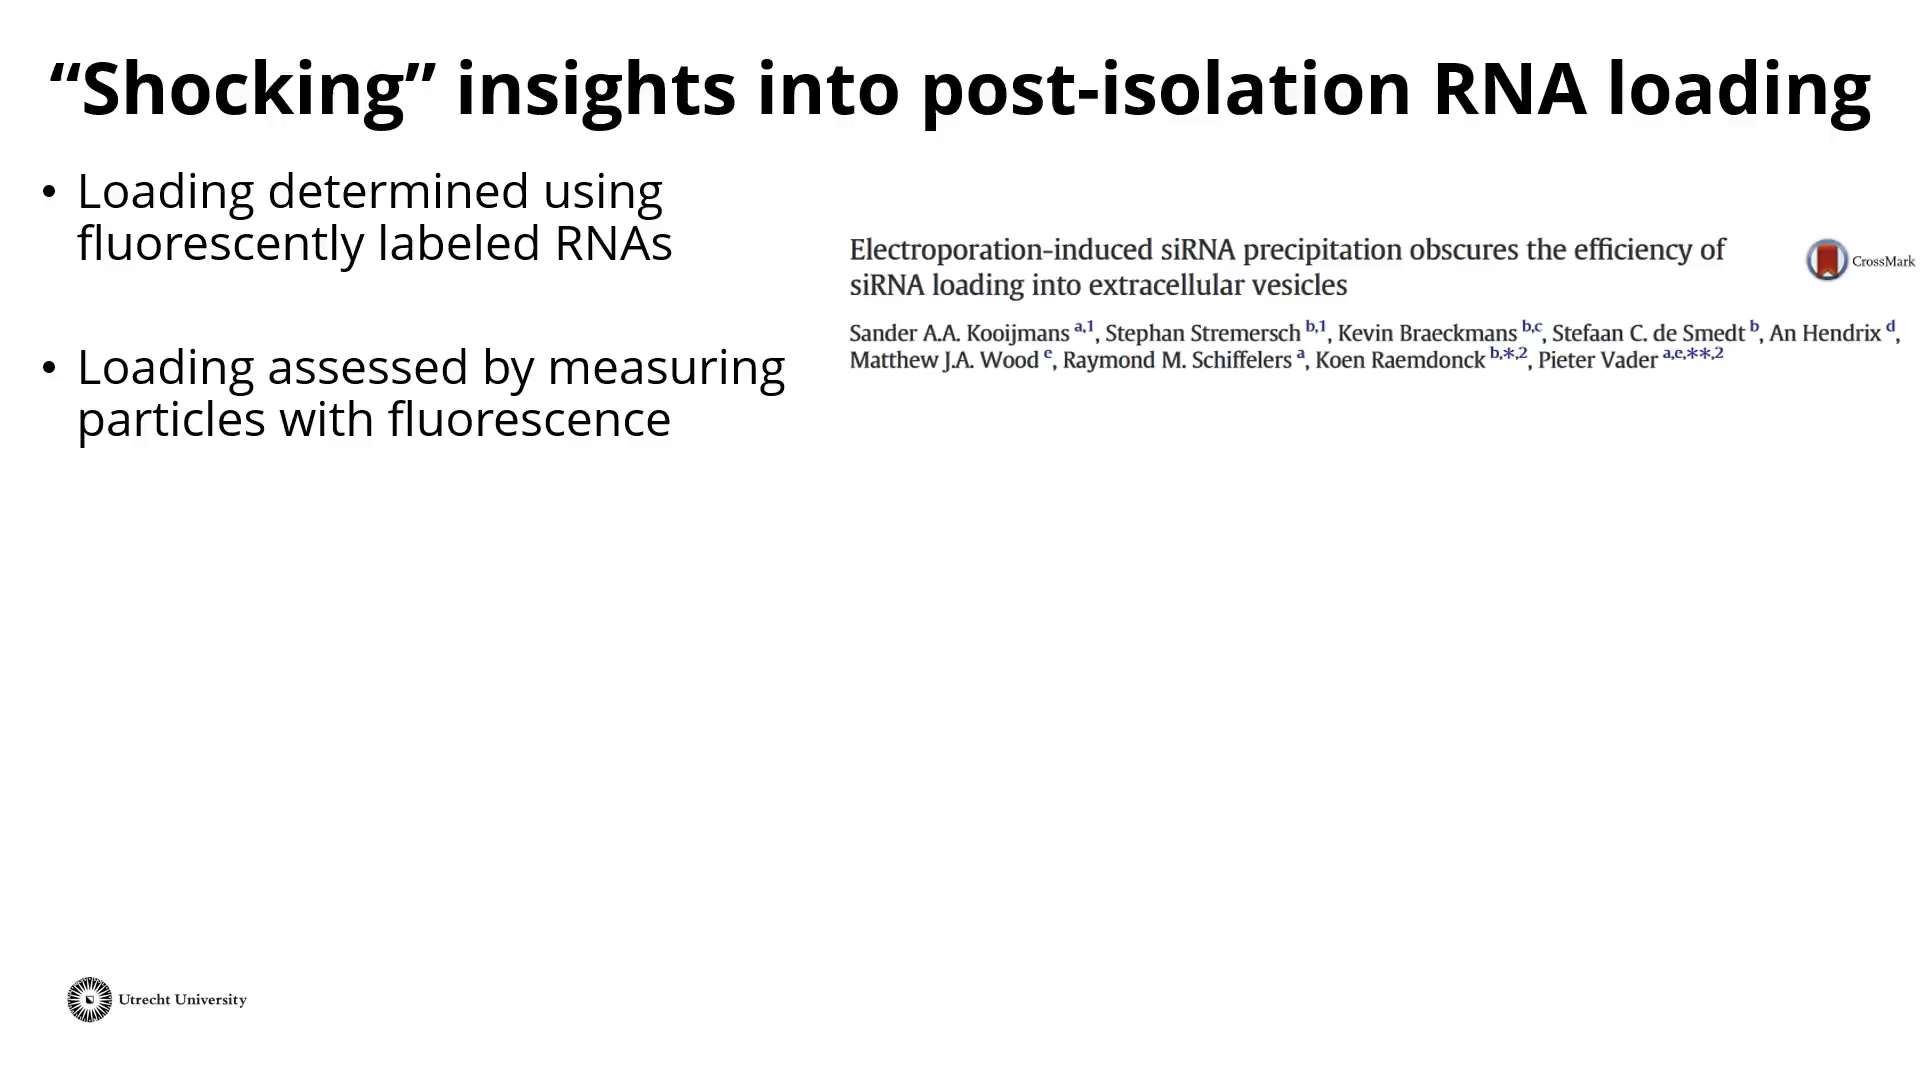 “Shocking” insights into post-isolation RNA loading
• Loading determined using
fluorescently labeled RNAs
• Loading assessed by measuring
particles with fluorescence
Electroporation-induced siRNA precipitation obscures the efficiency of
siRNA loading into extracellular vesicles
CrossMark
Sander A.A. Kooijmans a,1, Stephan Stremersch b,1, Kevin Braeckmans b,c, Stefaan C. de Smedt b, An Hendrix d,
Matthew J.A. Wood e, Raymond M. Schiffelers a, Koen Raemdonck b,*,2, Pieter Vader a,e,**,2
Utrecht University